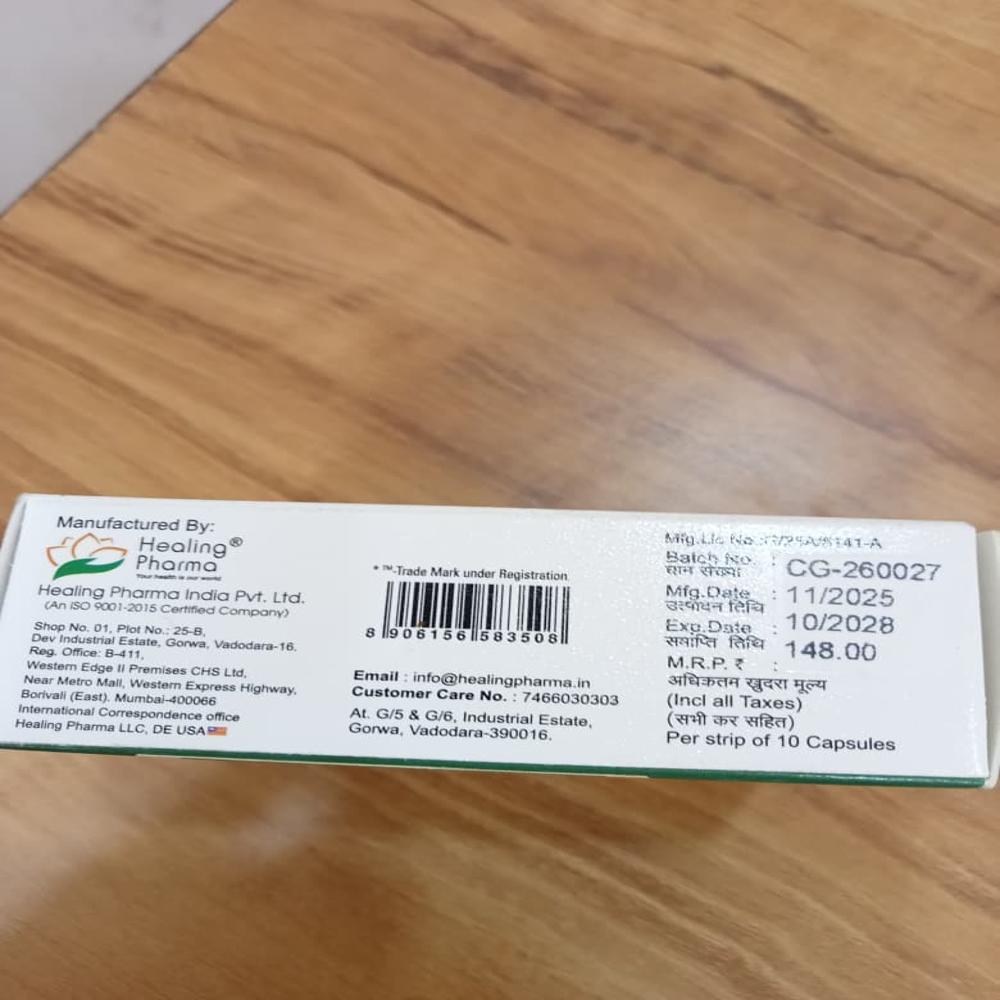 Manufactured By:
Healing®
Pharma
Your health is our world
Healing Pharma India Pvt. Ltd.
(An ISO 9001-2015 Certified Company)
Shop No. 01, Plot No.: 25-B,
Dev Industrial Estate, Gorwa, Vadodara-16.
Reg. Office: B-411,
Western Edge II Premises CHS Ltd,
Near Metro Mall, Western Express Highway,
Borivali (East). Mumbai-400066
International Correspondence office
Healing Pharma LLC, DE USA
* ™-Trade Mark under Registration.
8 906156 583508
Email : info@healingpharma.in
Customer Care No. : 7466030303
At. G/5 & G/6, Industrial Estate,
Gorwa, Vadodara-390016.
Mfg.Lic No.:
Batch No. : CG-260027
घान संख्या
Mfg.Date : 11/2025
उत्पादन तिथि
Exp.Date : 10/2028
समाप्ति तिथि
M.R.P. ₹ : 148.00
अधिकतम खुदरा मूल्य
(Incl all Taxes)
(सभी कर सहित)
Per strip of 10 Capsules